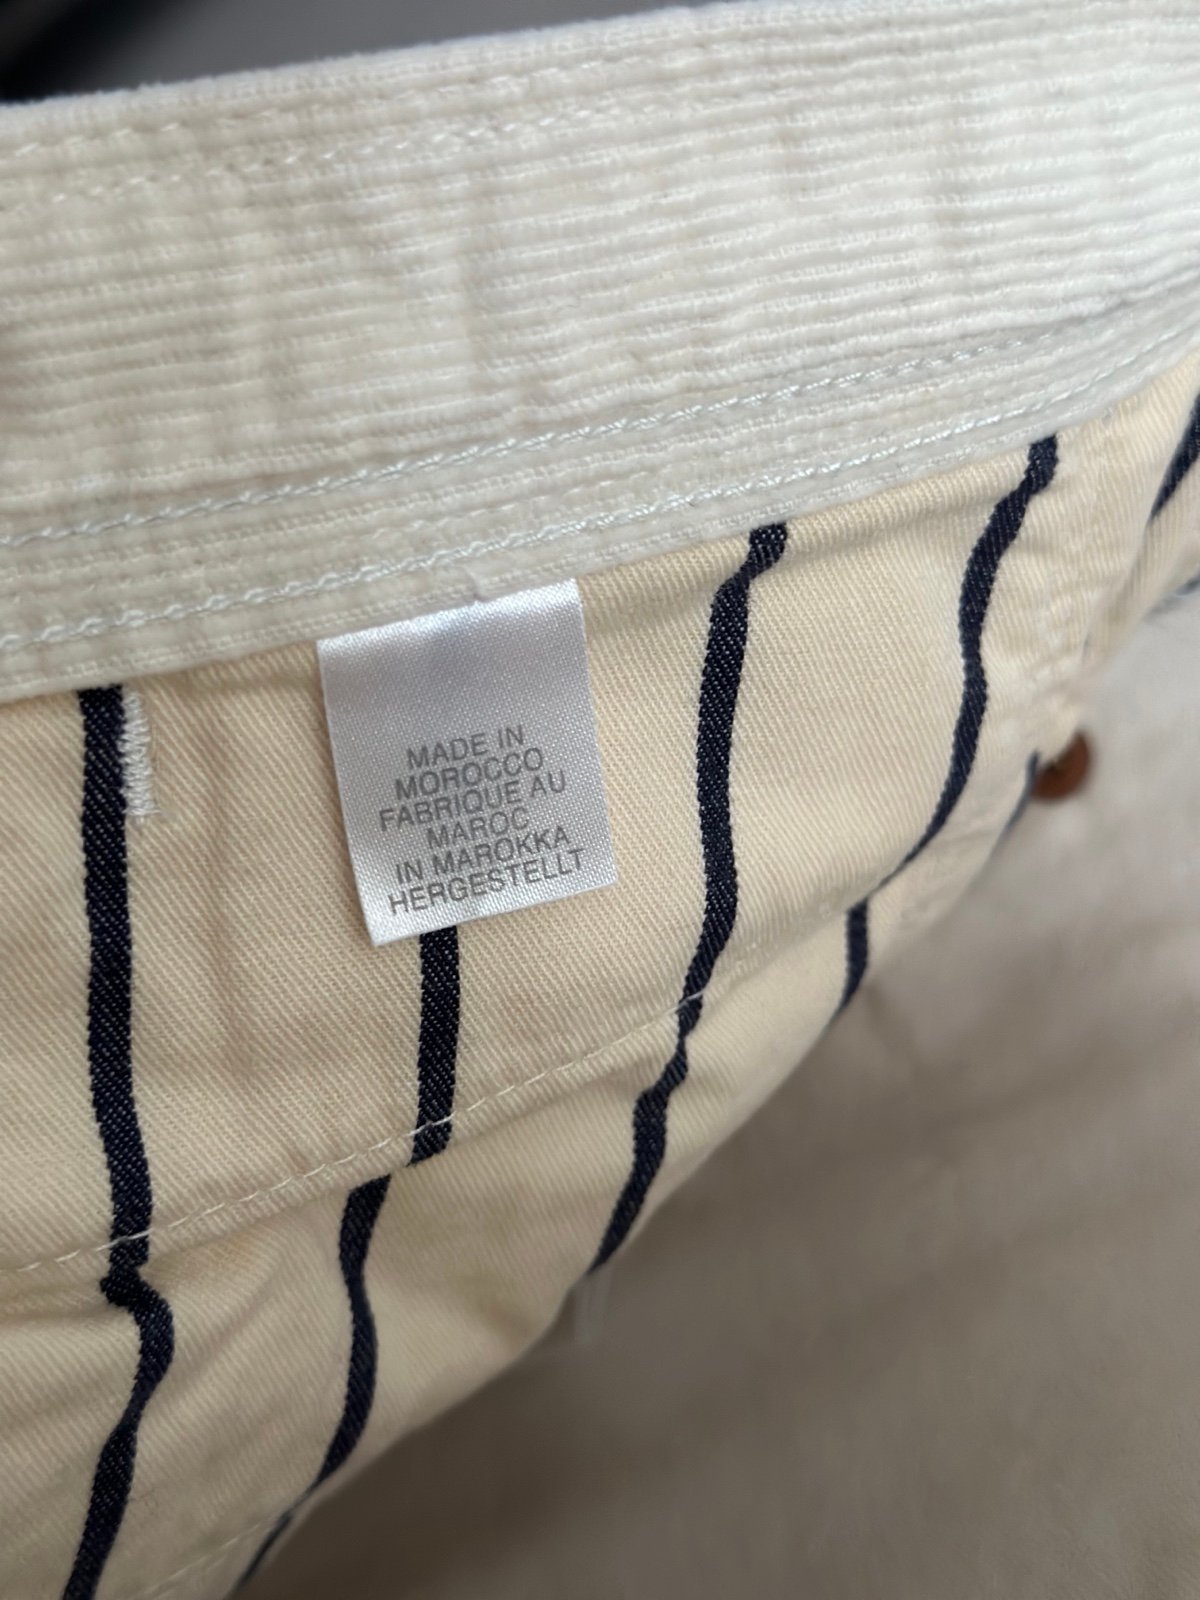 MADE IN
MOROCCO
FABRIQUE AU
MAROC
IN MAROKKA
HERGESTELLT